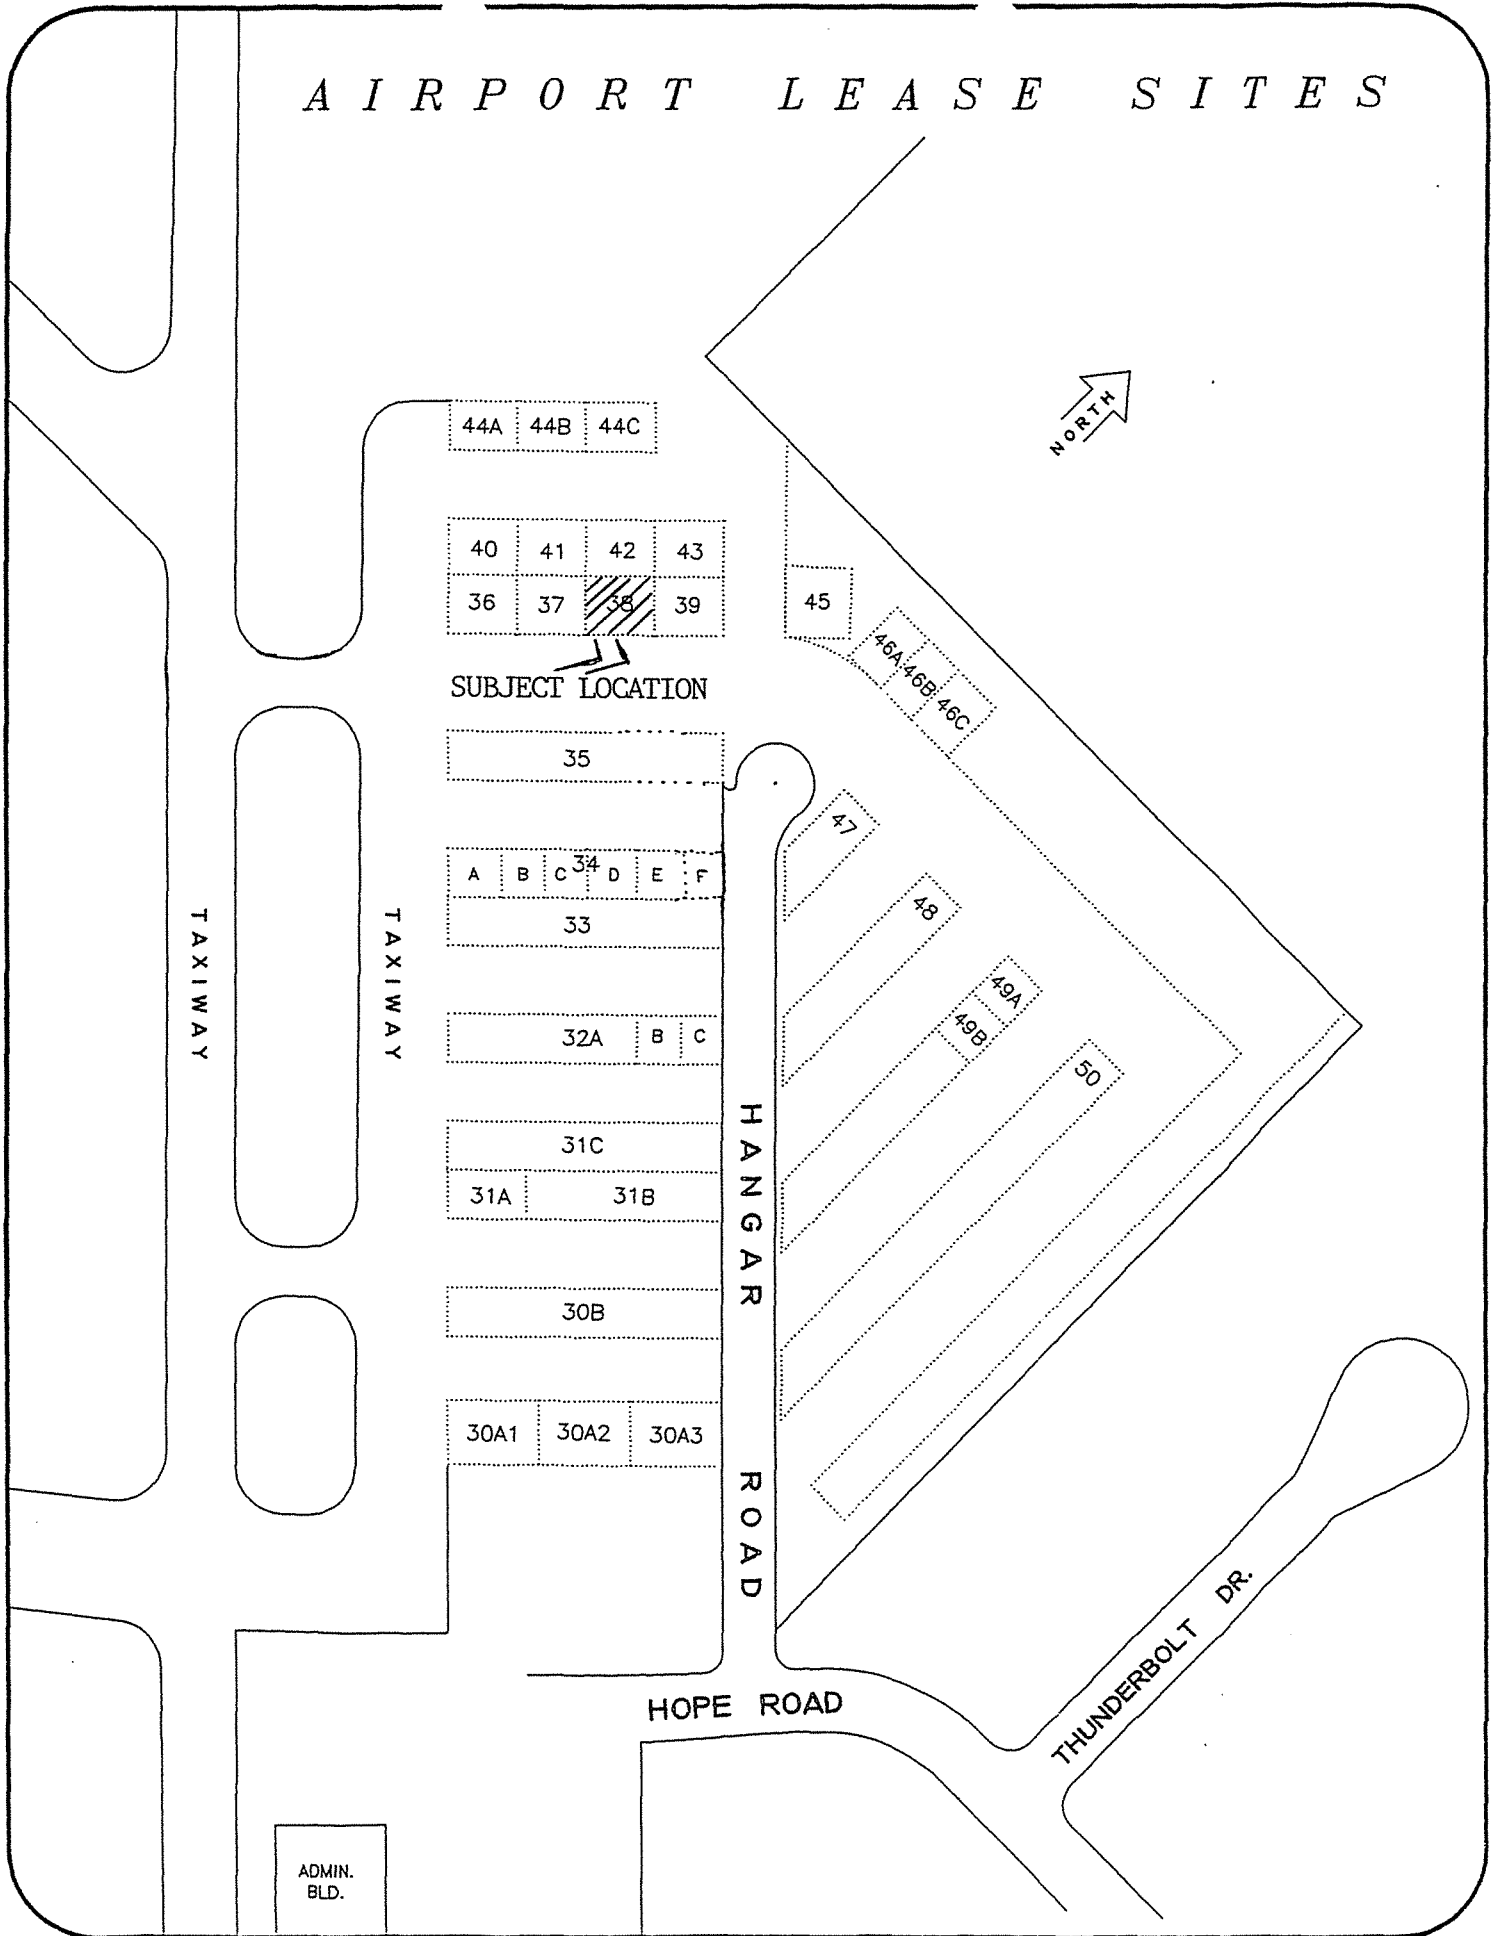 AIRPORT LEASE SITES
NORTH
44A 44B 44C
40 41 42 43
36 37 38 39
45
46A
46B
46C
SUBJECT LOCATION
35
47
34
A B C D E F
48
33
TAXIWAY
TAXIWAY
49A
49B
32A B C
50
31C
31A 31B
HANGAR ROAD
30B
30A1 30A2 30A3
THUNDERBOLT DR.
HOPE ROAD
ADMIN.
BLD.